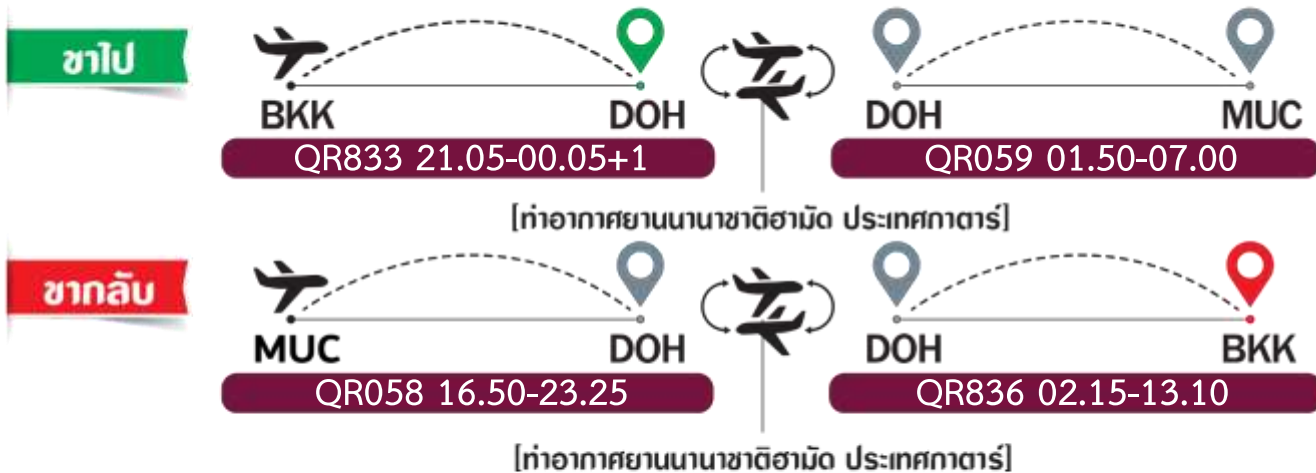 ขาไป
BKK DOH DOH MUC
QR833 21.05-00.05+1 QR059 01.50-07.00
[ท่าอากาศยานนานาชาติฮามัด ประเทศกาตาร์]
ขากลับ
MUC DOH DOH BKK
QR058 16.50-23.25 QR836 02.15-13.10
[ท่าอากาศยานนานาชาติฮามัด ประเทศกาตาร์]